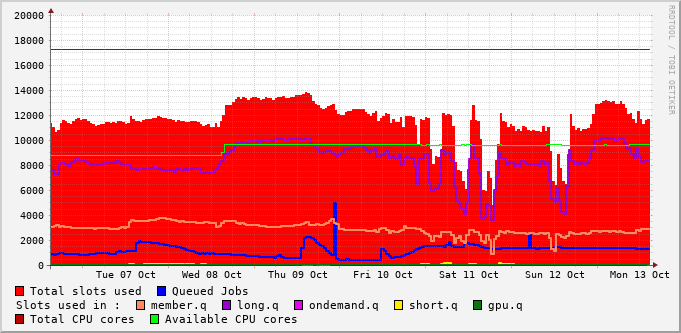 RRDTOOL / TOBI OETIKER
20000
18000
16000
14000
12000
10000
8000
6000
4000
2000
0
Tue 07 Oct Wed 08 Oct Thu 09 Oct Fri 10 Oct Sat 11 Oct Sun 12 Oct Mon 13 Oct
Total slots used Queued Jobs
Slots used in : member.q long.q ondemand.q short.q gpu.q
Total CPU cores Available CPU cores